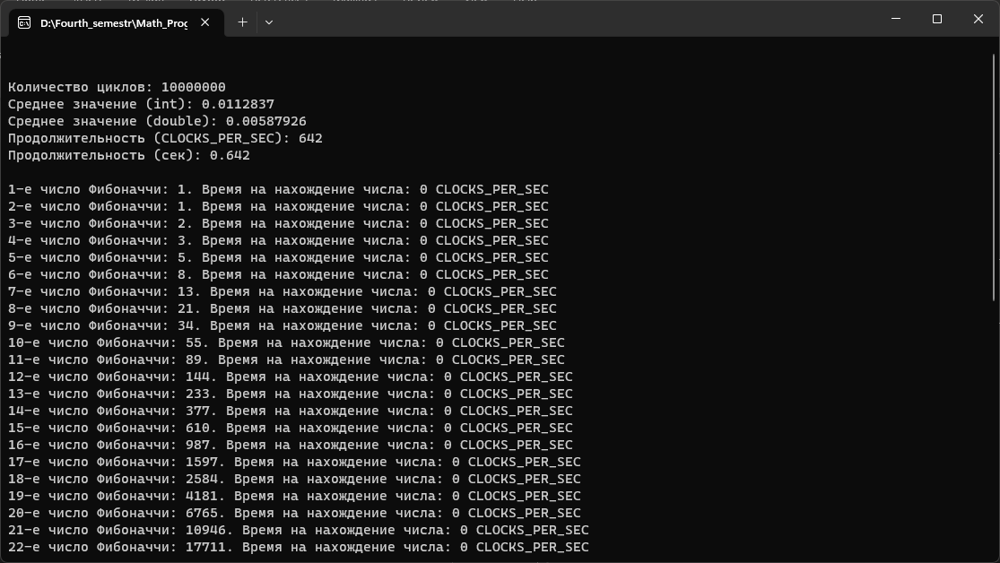 D:\Fourth_semestr\Math_Prog
Количество циклов: 10000000
Среднее значение (int): 0.0112837
Среднее значение (double): 0.00587926
Продолжительность (CLOCKS_PER_SEC): 642
Продолжительность (сек): 0.642
1-е число Фибоначчи: 1. Время на нахождение числа: 0 CLOCKS_PER_SEC
2-е число Фибоначчи: 1. Время на нахождение числа: 0 CLOCKS_PER_SEC
3-е число Фибоначчи: 2. Время на нахождение числа: 0 CLOCKS_PER_SEC
4-е число Фибоначчи: 3. Время на нахождение числа: 0 CLOCKS_PER_SEC
5-е число Фибоначчи: 5. Время на нахождение числа: 0 CLOCKS_PER_SEC
6-е число Фибоначчи: 8. Время на нахождение числа: 0 CLOCKS_PER_SEC
7-е число Фибоначчи: 13. Время на нахождение числа: 0 CLOCKS_PER_SEC
8-е число Фибоначчи: 21. Время на нахождение числа: 0 CLOCKS_PER_SEC
9-е число Фибоначчи: 34. Время на нахождение числа: 0 CLOCKS_PER_SEC
10-е число Фибоначчи: 55. Время на нахождение числа: 0 CLOCKS_PER_SEC
11-е число Фибоначчи: 89. Время на нахождение числа: 0 CLOCKS_PER_SEC
12-е число Фибоначчи: 144. Время на нахождение числа: 0 CLOCKS_PER_SEC
13-е число Фибоначчи: 233. Время на нахождение числа: 0 CLOCKS_PER_SEC
14-е число Фибоначчи: 377. Время на нахождение числа: 0 CLOCKS_PER_SEC
15-е число Фибоначчи: 610. Время на нахождение числа: 0 CLOCKS_PER_SEC
16-е число Фибоначчи: 987. Время на нахождение числа: 0 CLOCKS_PER_SEC
17-е число Фибоначчи: 1597. Время на нахождение числа: 0 CLOCKS_PER_SEC
18-е число Фибоначчи: 2584. Время на нахождение числа: 0 CLOCKS_PER_SEC
19-е число Фибоначчи: 4181. Время на нахождение числа: 0 CLOCKS_PER_SEC
20-е число Фибоначчи: 6765. Время на нахождение числа: 0 CLOCKS_PER_SEC
21-е число Фибоначчи: 10946. Время на нахождение числа: 0 CLOCKS_PER_SEC
22-е число Фибоначчи: 17711. Время на нахождение числа: 0 CLOCKS_PER_SEC